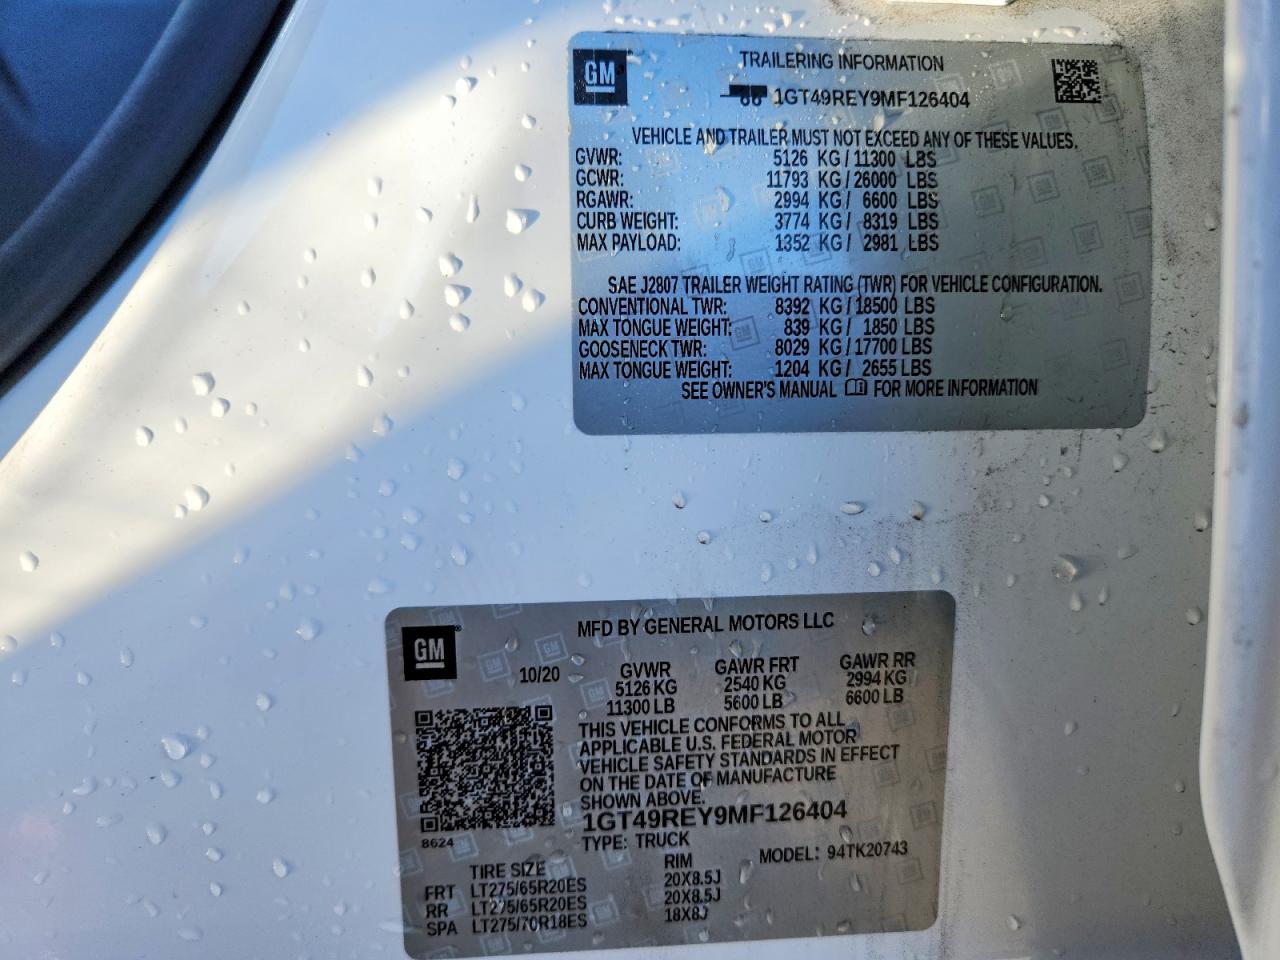 GM
TRAILERING INFORMATION
1GT49REY9MF126404
VEHICLE AND TRAILER MUST NOT EXCEED ANY OF THESE VALUES.
GVWR: 5126 KG / 11300 LBS
GCWR: 11793 KG / 26000 LBS
RGAWR: 2994 KG / 6600 LBS
CURB WEIGHT: 3774 KG / 8319 LBS
MAX PAYLOAD: 1352 KG / 2981 LBS
SAE J2807 TRAILER WEIGHT RATING (TWR) FOR VEHICLE CONFIGURATION.
CONVENTIONAL TWR: 8392 KG / 18500 LBS
MAX TONGUE WEIGHT: 839 KG / 1850 LBS
GOOSENECK TWR: 8029 KG / 17700 LBS
MAX TONGUE WEIGHT: 1204 KG / 2655 LBS
SEE OWNER'S MANUAL FOR MORE INFORMATION
GM
MFD BY GENERAL MOTORS LLC
10/20 GVWR GAWR FRT GAWR RR
5126 KG 2540 KG 2994 KG
11300 LB 5600 LB 6600 LB
THIS VEHICLE CONFORMS TO ALL
APPLICABLE U.S. FEDERAL MOTOR
VEHICLE SAFETY STANDARDS IN EFFECT
ON THE DATE OF MANUFACTURE
SHOWN ABOVE.
1GT49REY9MF126404
8624
TYPE: TRUCK
MODEL: 94TK20743
TIRE SIZE RIM
FRT LT275/65R20ES 20X8.5J
RR LT275/65R20ES 20X8.5J
SPA LT275/70R18ES 18X8J